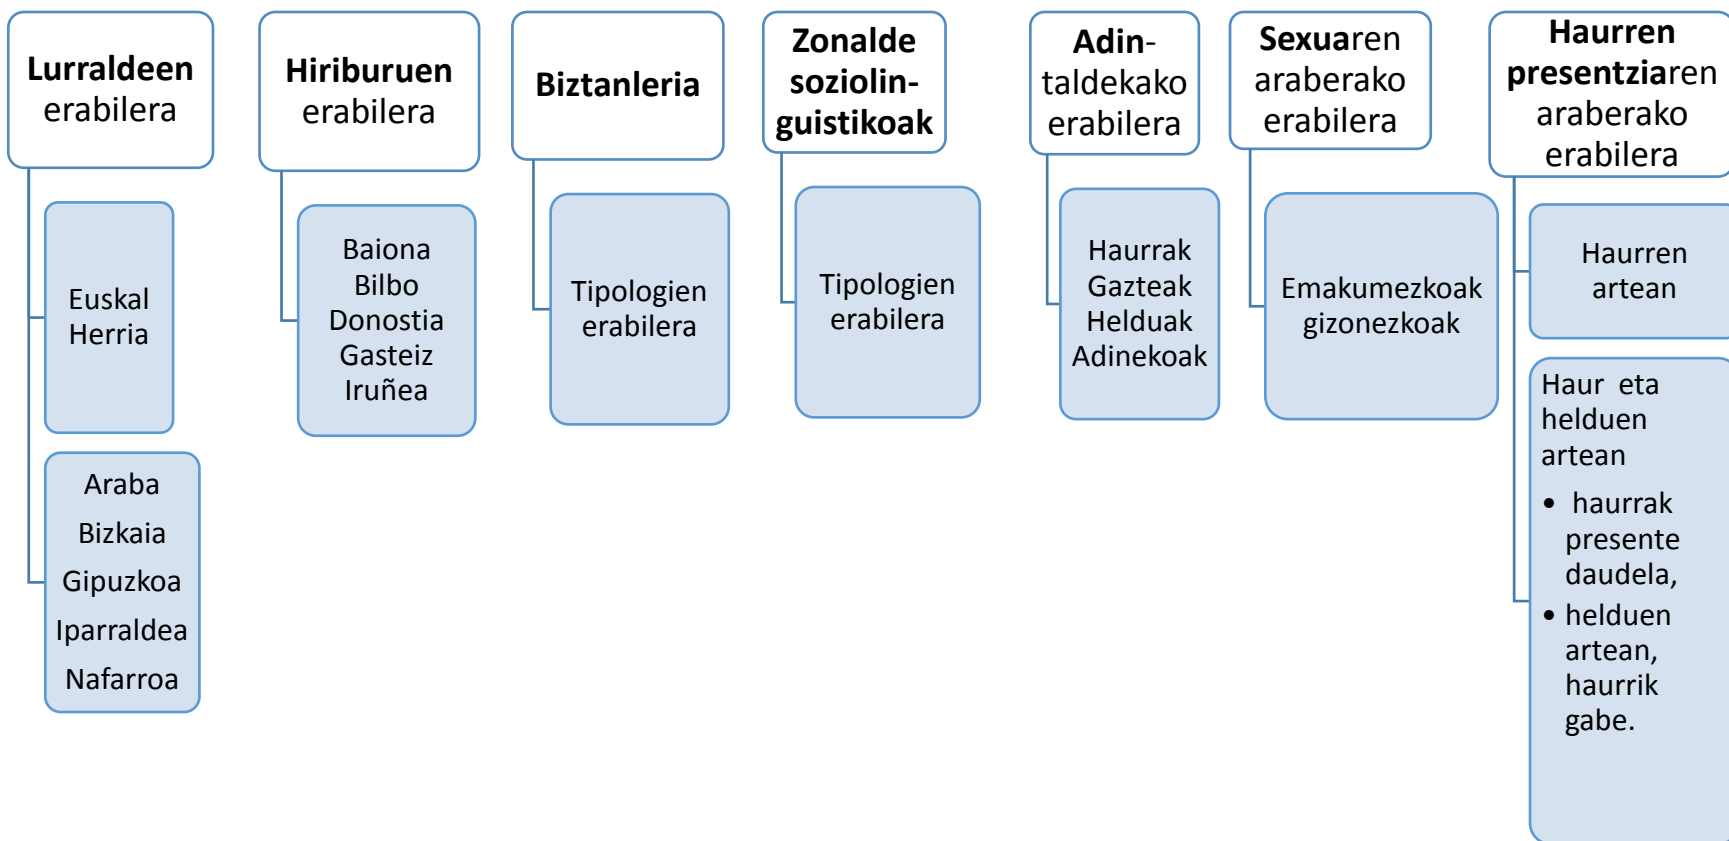 Lurraldeen
erabilera
Euskal
Herria
Araba
Bizkaia
Gipuzkoa
Iparraldea
Nafarroa
Hiriburuen
erabilera
Baiona
Bilbo
Donostia
Gasteiz
Iruñea
Biztanleria
Tipologien
erabilera
Zonalde
soziolin-
guistikoak
Tipologien
erabilera
Adin-
taldekako
erabilera
Haurrak
Gazteak
Helduak
Adinekoak
Sexuaren
araberako
erabilera
Emakumezkoak
gizonezkoak
Haurren
presentziaren
araberako
erabilera
Haurren
artean
Haur eta
helduen
artean
• haurrak
presente
daudela,
• helduen
artean,
haurrik
gabe.